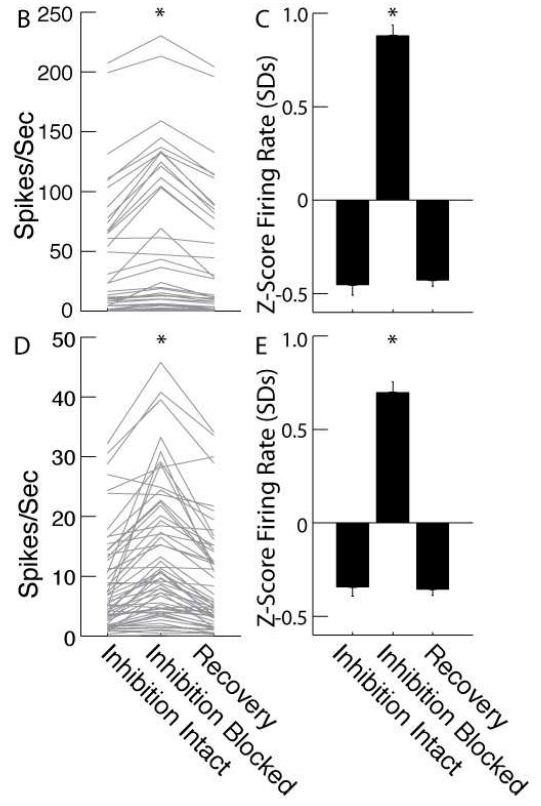 B
*
250
200
150
100
50
0
Spikes/Sec
C
*
1.0
0.5
0
-0.5
Z-Score Firing Rate (SDs)
D
*
50
40
30
20
10
0
Spikes/Sec
Inhibition Intact
Inhibition Blocked
Recovery
E
*
1.0
0.5
0
-0.5
Z-Score Firing Rate (SDs)
Inhibition Intact
Inhibition Blocked
Recovery